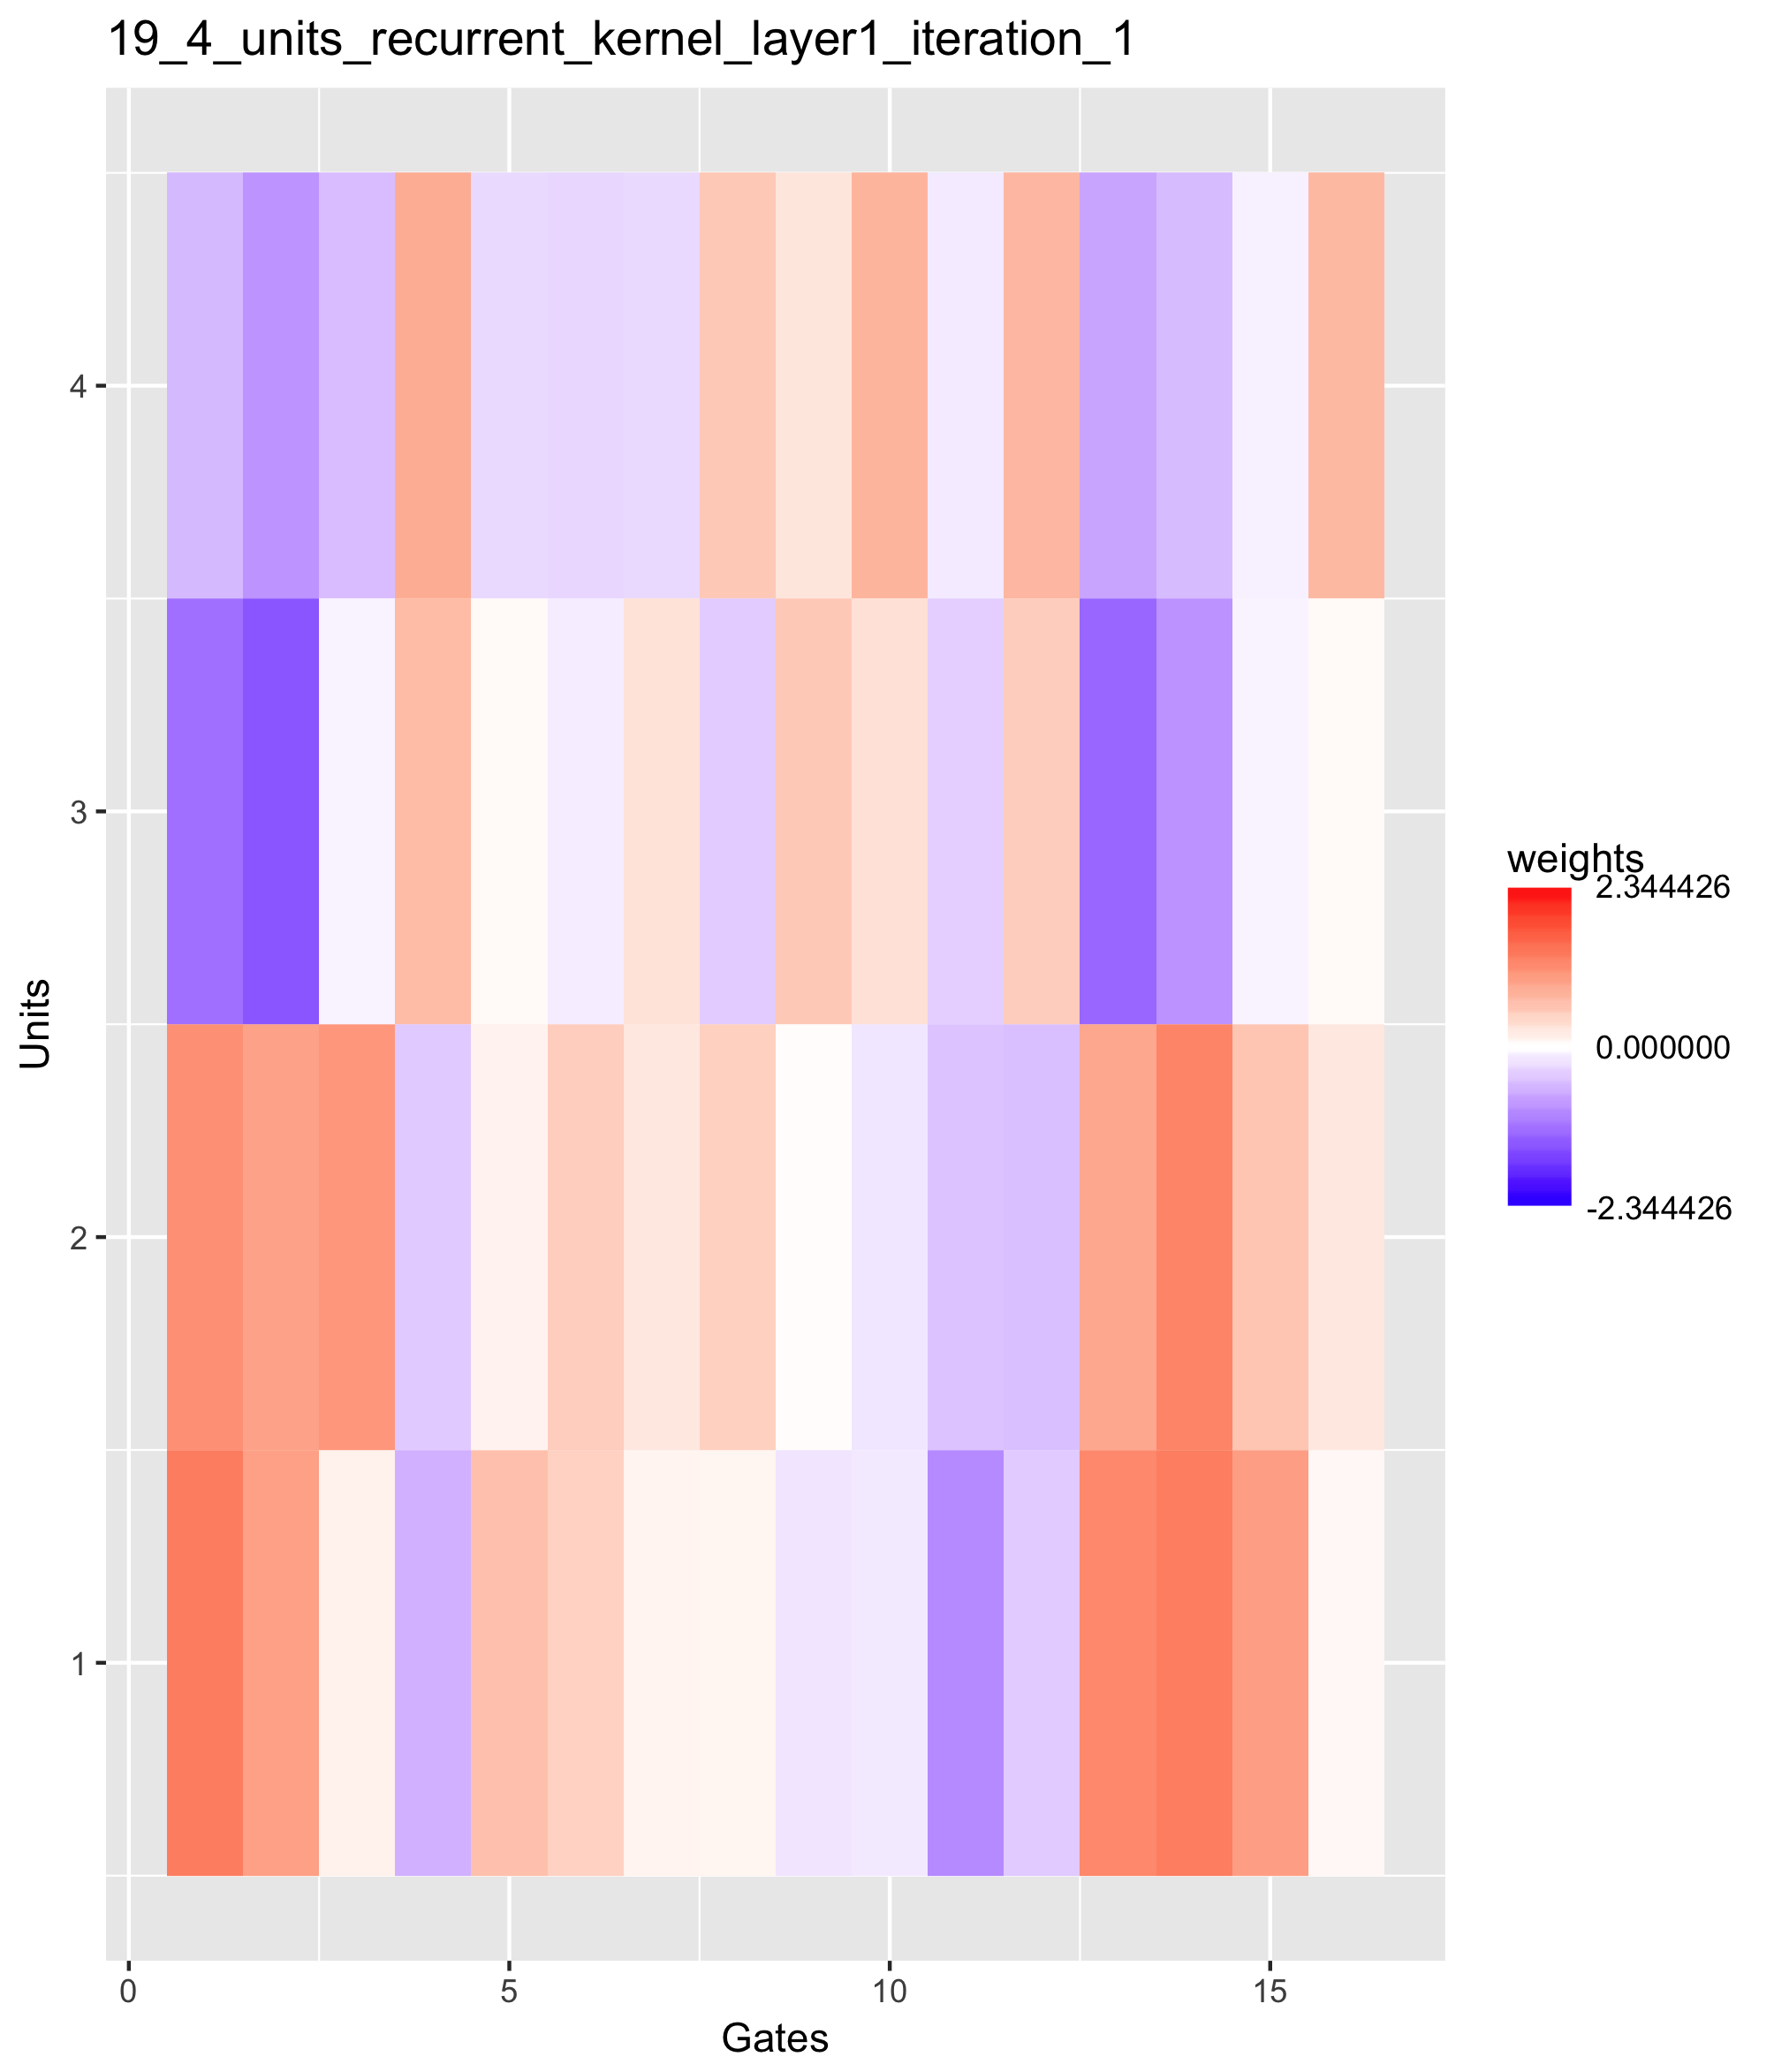 19_4_units_recurrent_kernel_layer1_iteration_1
4
3
2
1
Units
0 5 10 15
Gates
weights
2.344426
0.000000
-2.344426